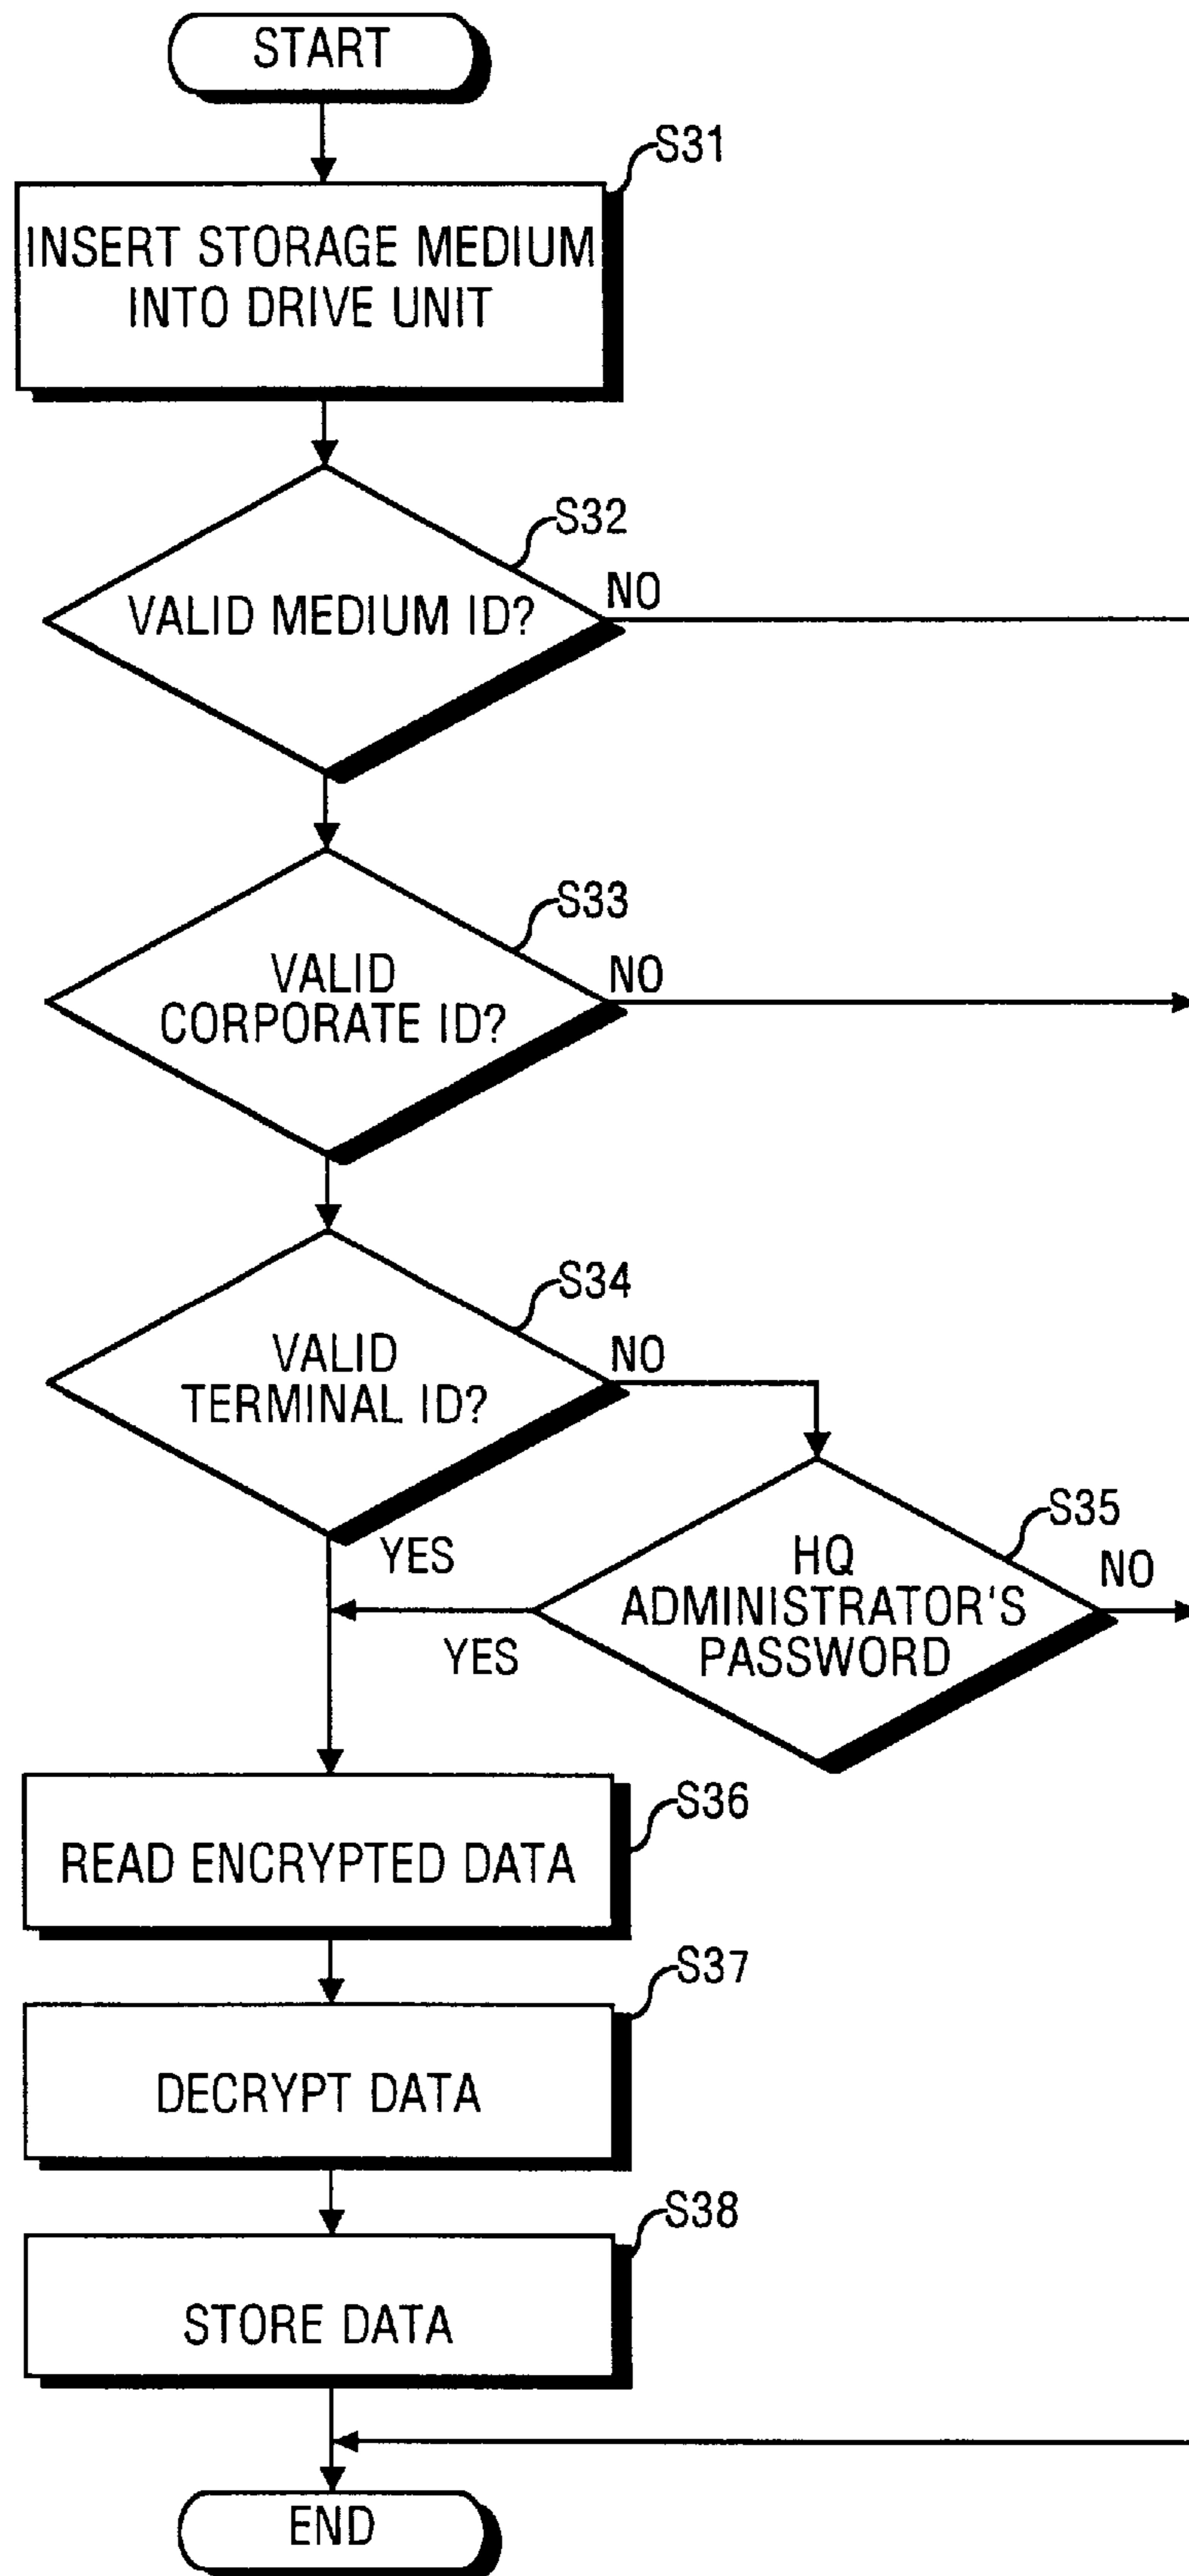 START
S31
INSERT STORAGE MEDIUM
INTO DRIVE UNIT
S32
VALID MEDIUM ID?
NO
S33
VALID
CORPORATE ID?
NO
S34
VALID
TERMINAL ID?
NO
YES
S35
HQ
ADMINISTRATOR'S
PASSWORD
NO
YES
S36
READ ENCRYPTED DATA
S37
DECRYPT DATA
S38
STORE DATA
END